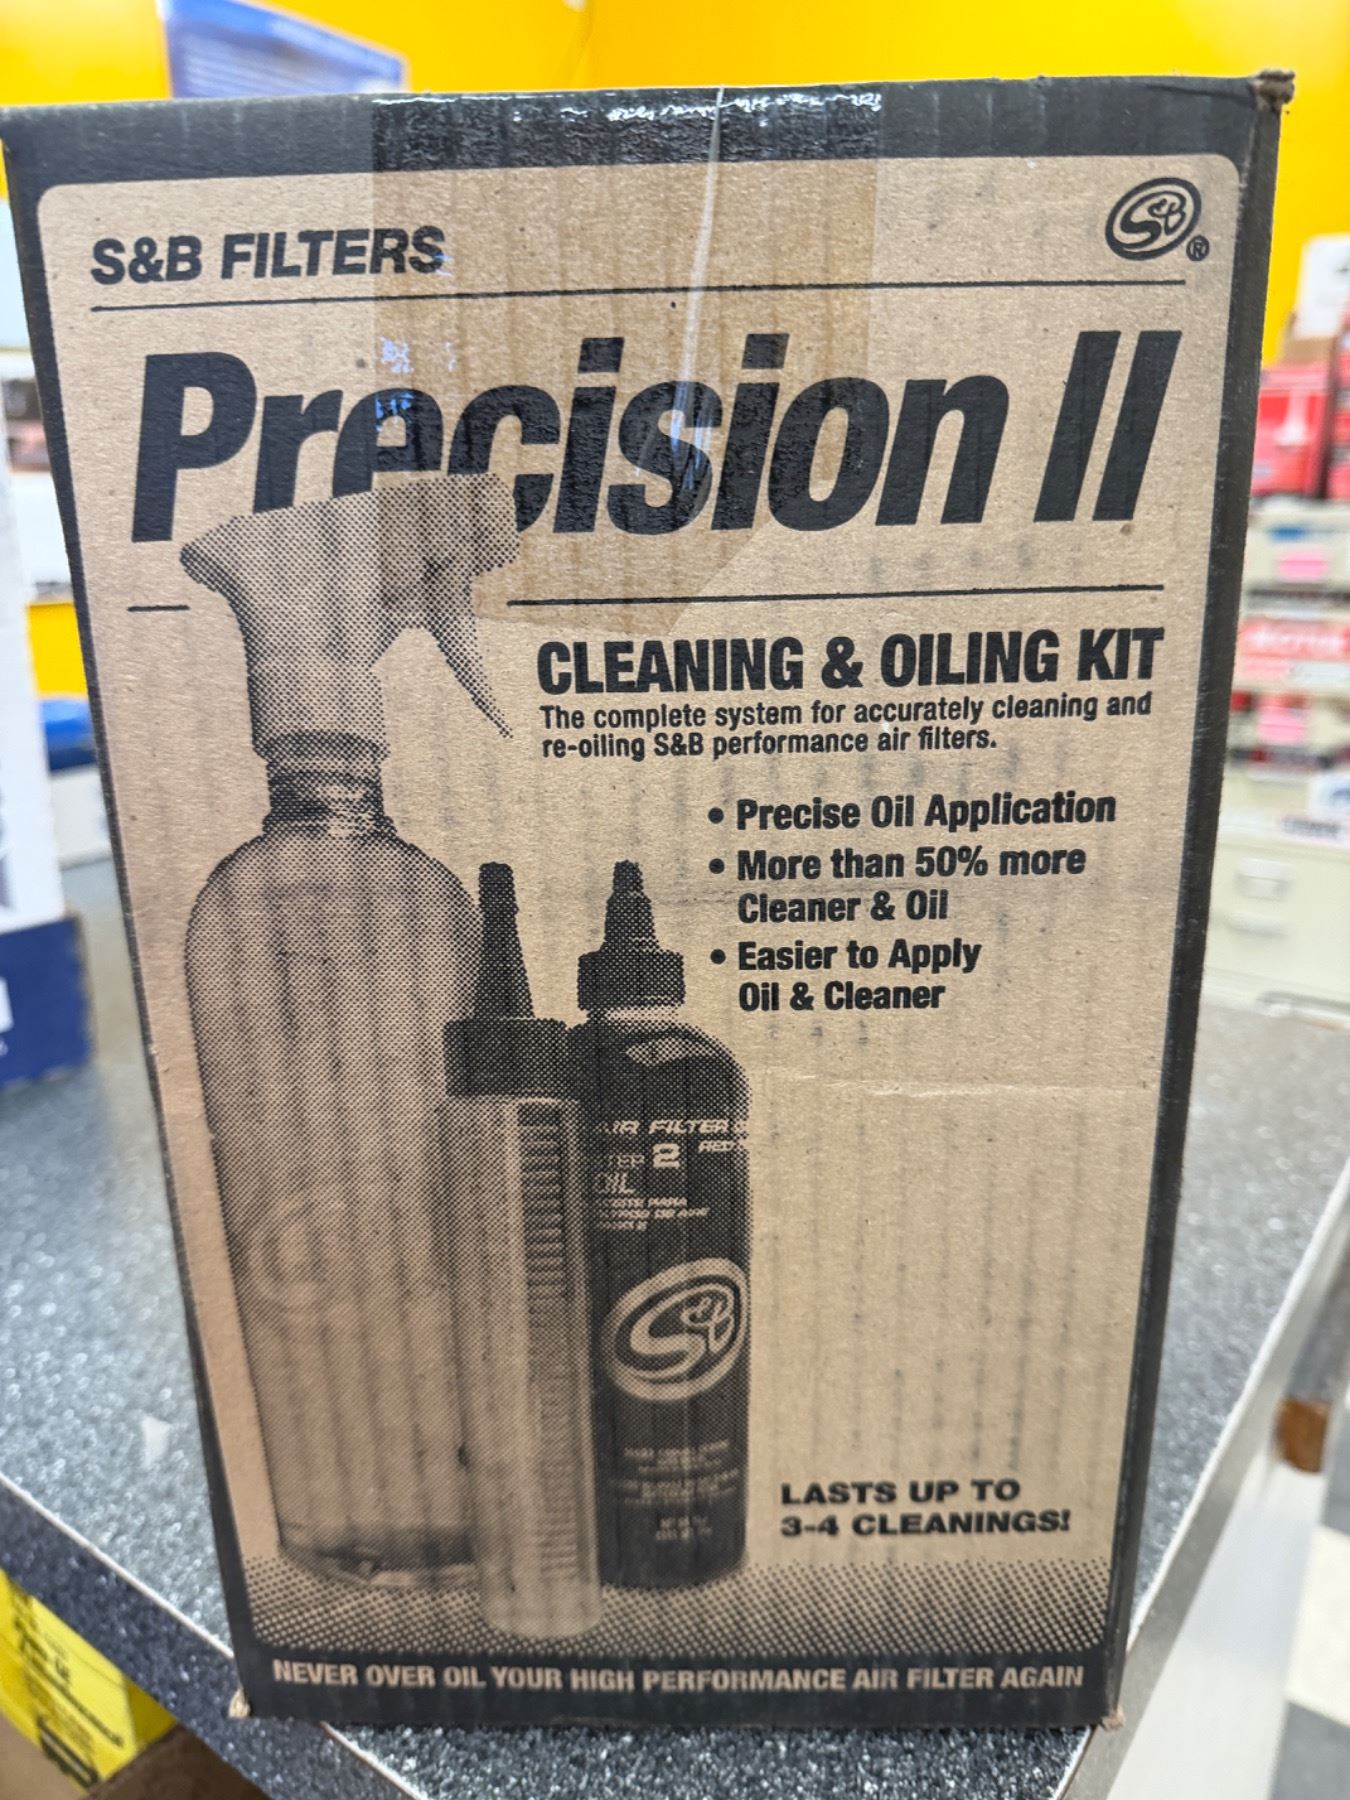 S&B FILTERS
S&B
®
Precision II
CLEANING & OILING KIT
The complete system for accurately cleaning and
re-oiling S&B performance air filters.
• Precise Oil Application
• More than 50% more
Cleaner & Oil
• Easier to Apply
Oil & Cleaner
FILTER
2
S&B
LASTS UP TO
3-4 CLEANINGS!
NEVER OVER OIL YOUR HIGH PERFORMANCE AIR FILTER AGAIN